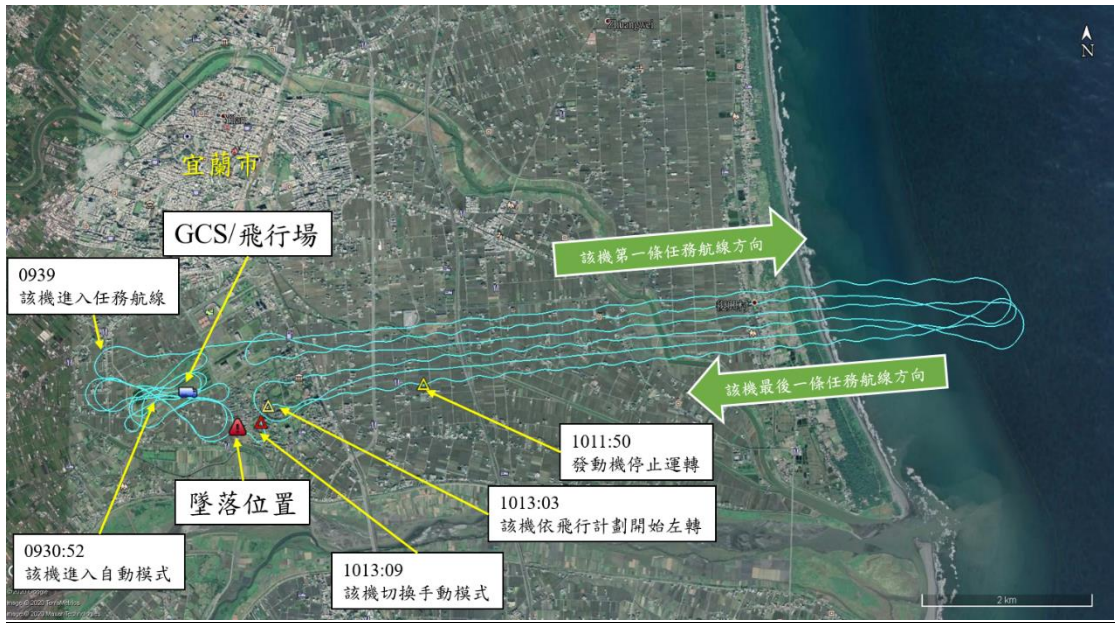 Zhuangwei
N
Yilan
宜蘭市
GCS/飛行場
該機第一條任務航線方向
0939
該機進入任務航線
該機最後一條任務航線方向
1011:50
發動機停止運轉
墜落位置
1013:03
該機依飛行計劃開始左轉
0930:52
該機進入自動模式
1013:09
該機切換手動模式
2 km